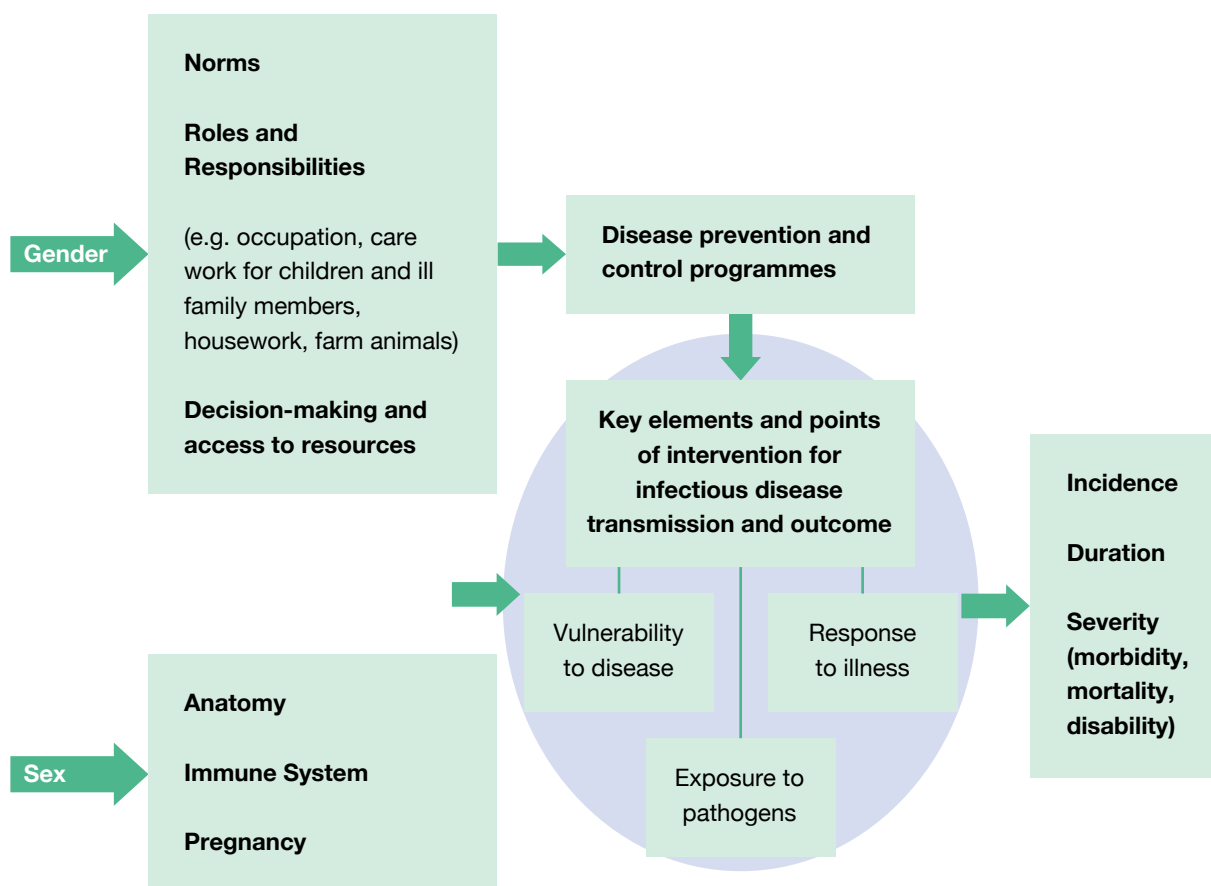 Gender
Norms
Roles and
Responsibilities
(e.g. occupation, care
work for children and ill
family members,
housework, farm animals)
Decision-making and
access to resources
Disease prevention and
control programmes
Key elements and points
of intervention for
infectious disease
transmission and outcome
Vulnerability
to disease
Response
to illness
Exposure to
pathogens
Sex
Anatomy
Immune System
Pregnancy
Incidence
Duration
Severity
(morbidity,
mortality,
disability)